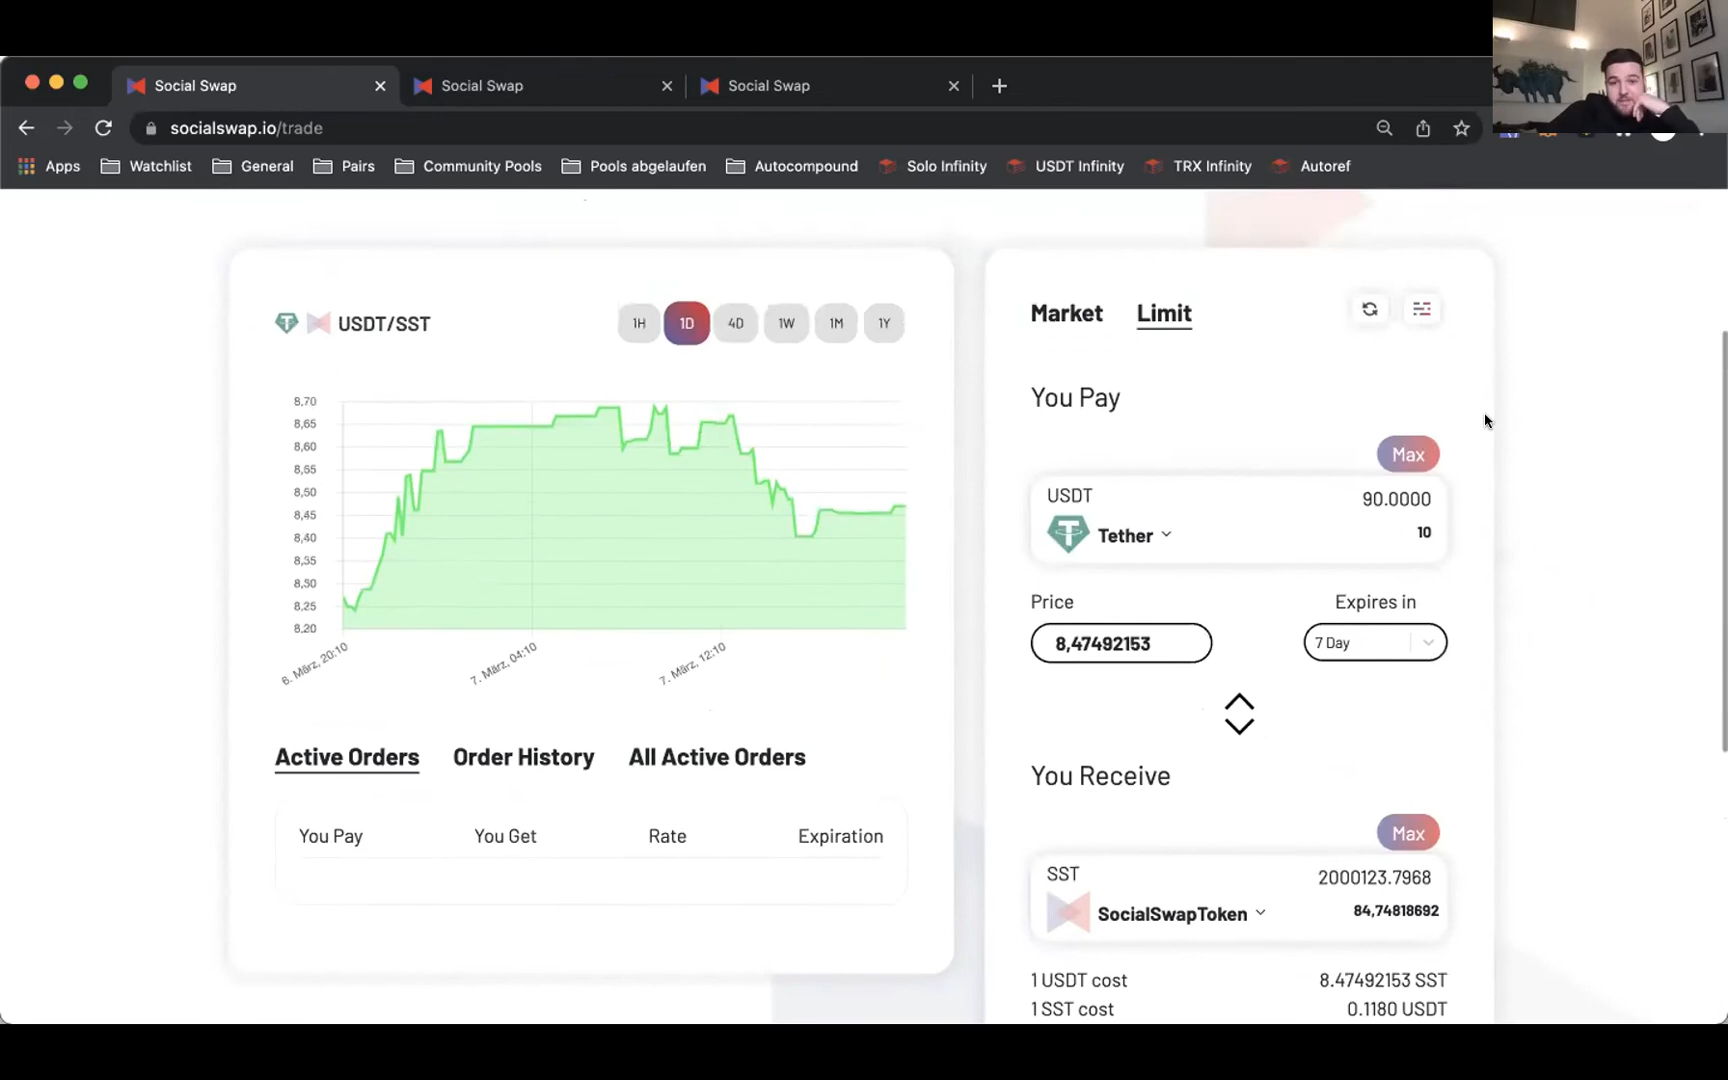 Social Swap
Social Swap
Social Swap
socialswap.io/trade
Apps
Watchlist
General
Pairs
Community Pools
Pools abgelaufen
Autocompound
Solo Infinity
USDT Infinity
TRX Infinity
Autoref
USDT/SST
1H
1D
4D
1W
1M
1Y
8,70
8,65
8,60
8,55
8,50
8,45
8,40
8,35
8,30
8,25
8,20
6. März, 20:10
7. März, 04:10
7. März, 12:10
Active Orders
Order History
All Active Orders
You Pay
You Get
Rate
Expiration
Market
Limit
You Pay
Max
USDT
90.0000
Tether
10
Price
Expires in
8,47492153
7 Day
You Receive
Max
SST
2000123.7968
SocialSwapToken
84,74818692
1 USDT cost
8.47492153 SST
1 SST cost
0.1180 USDT